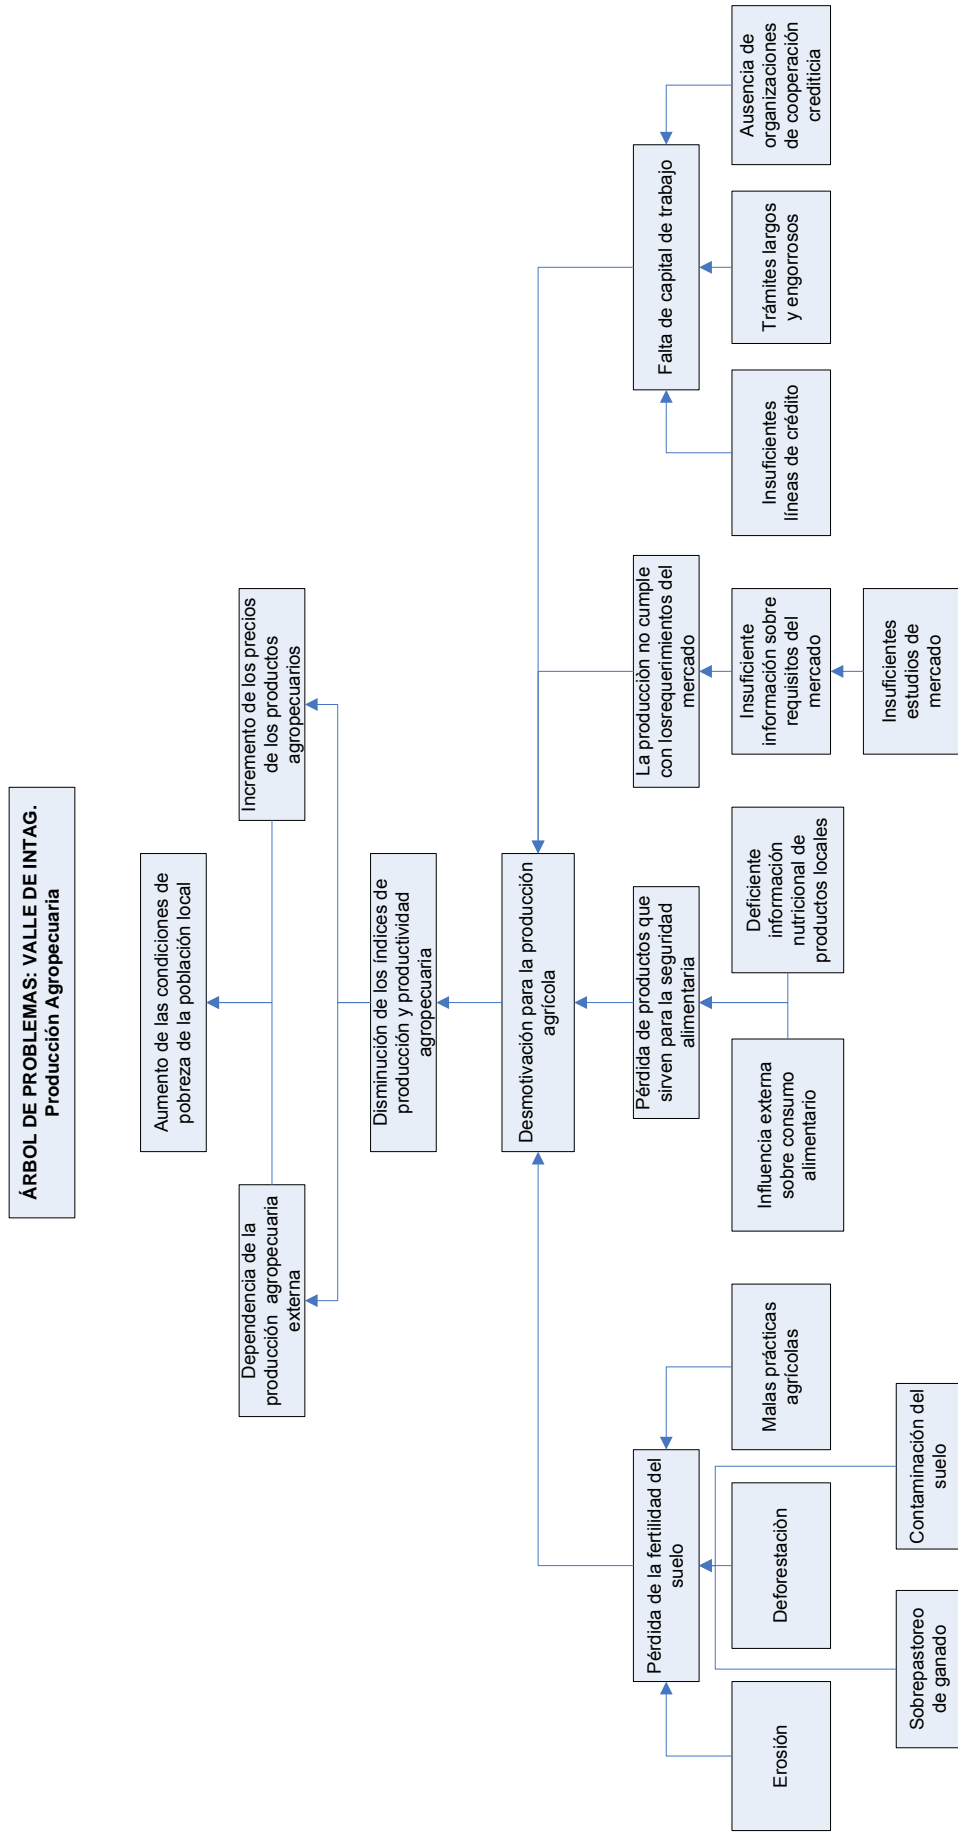 ÁRBOL DE PROBLEMAS: VALLE DE INTAG.
Producción Agropecuaria
Aumento de las condiciones de
pobreza de la población local
Dependencia de la
producción agropecuaria
externa
Incremento de los precios
de los productos
agropecuarios
Disminución de los índices de
producción y productividad
agropecuaria
Desmotivación para la producción
agrícola
Pérdida de la fertilidad del
suelo
Pérdida de productos que
sirven para la seguridad
alimentaria
La producciòn no cumple
con losrequerimientos del
mercado
Falta de capital de trabajo
Erosión
Deforestaciòn
Malas prácticas
agrícolas
Influencia externa
sobre consumo
alimentario
Deficiente
información
nutricional de
productos locales
Insuficiente
información sobre
requisitos del
mercado
Insuficientes
líneas de crédito
Trámites largos
y engorrosos
Ausencia de
organizaciones
de cooperación
crediticia
Sobrepastoreo
de ganado
Contaminación del
suelo
Insuficientes
estudios de
mercado